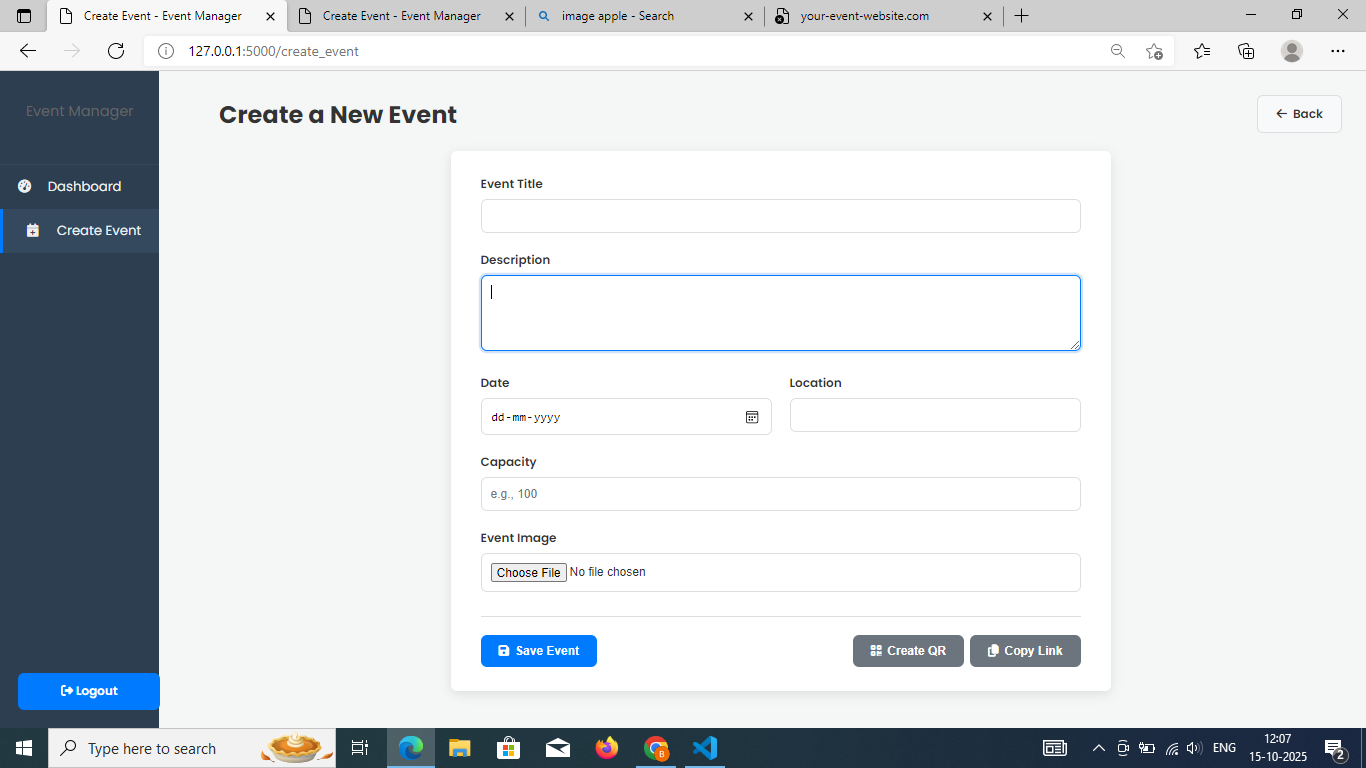 Create Event - Event Manager
Create Event - Event Manager
image apple - Search
your-event-website.com
127.0.0.1:5000/create_event
Event Manager
Create a New Event
Back
Dashboard
Create Event
Event Title
Description
Date
Location
dd-mm-yyyy
Capacity
e.g., 100
Event Image
Choose File No file chosen
Save Event
Create QR
Copy Link
Logout
Type here to search
B
ENG
12:07
15-10-2025
2